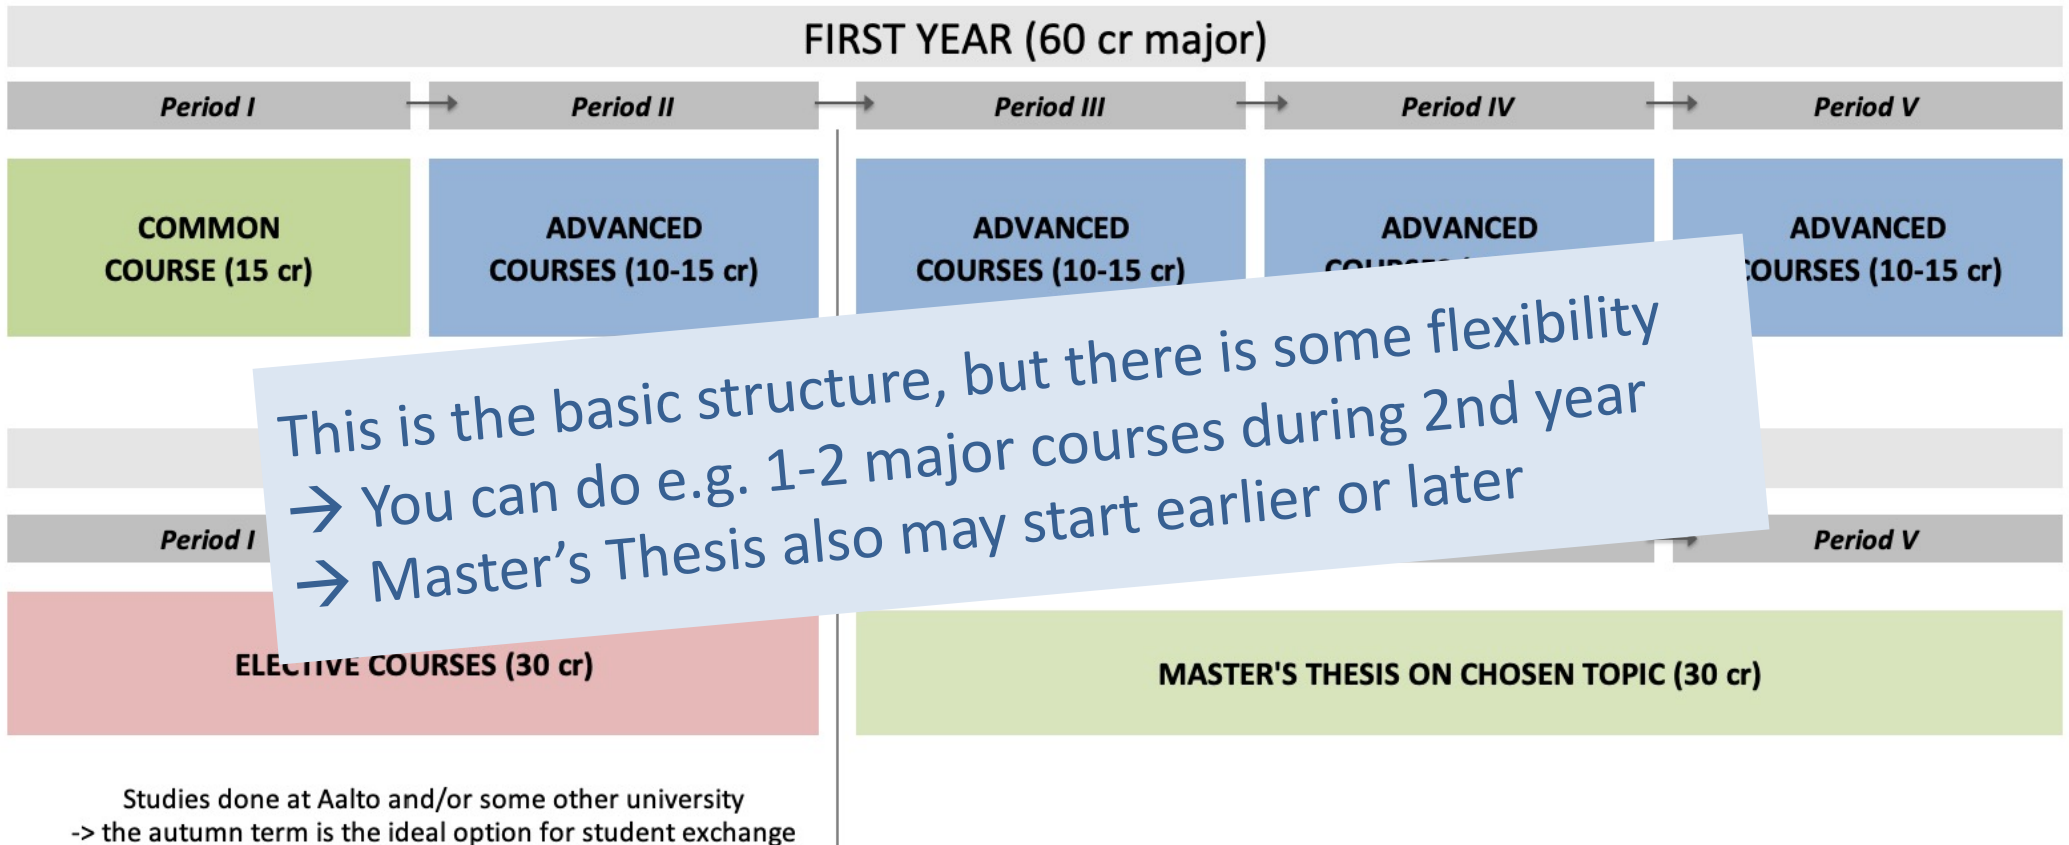 FIRST YEAR (60 cr major)
Period I
Period II
Period III
Period IV
Period V
COMMON
COURSE (15 cr)
ADVANCED
COURSES (10-15 cr)
ADVANCED
COURSES (10-15 cr)
ADVANCED
ADVANCED
COURSES (10-15 cr)
This is the basic structure, but there is some flexibility
→ You can do e.g. 1-2 major courses during 2nd year
→ Master's Thesis also may start earlier or later
Period I
Period V
ELECTIVE COURSES (30 cr)
MASTER'S THESIS ON CHOSEN TOPIC (30 cr)
Studies done at Aalto and/or some other university
-> the autumn term is the ideal option for student exchange